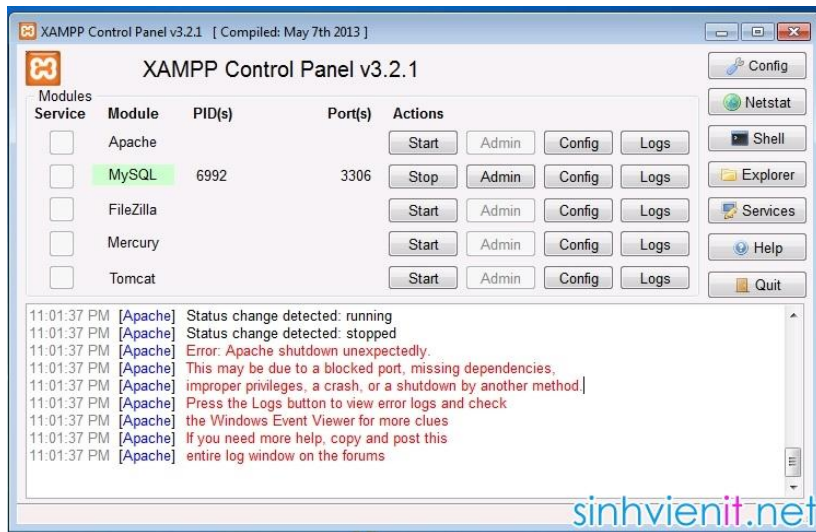 XAMPP Control Panel v3.2.1 [ Compiled: May 7th 2013 ]
XAMPP Control Panel v3.2.1
Config
Modules
Service Module PID(s) Port(s) Actions
Netstat
Apache Start Admin Config Logs
Shell
MySQL 6992 3306 Stop Admin Config Logs
Explorer
FileZilla Start Admin Config Logs
Services
Mercury Start Admin Config Logs
Help
Tomcat Start Admin Config Logs
Quit
11:01:37 PM [Apache] Status change detected: running
11:01:37 PM [Apache] Status change detected: stopped
11:01:37 PM [Apache] Error: Apache shutdown unexpectedly.
11:01:37 PM [Apache] This may be due to a blocked port, missing dependencies,
11:01:37 PM [Apache] improper privileges, a crash, or a shutdown by another method.
11:01:37 PM [Apache] Press the Logs button to view error logs and check
11:01:37 PM [Apache] the Windows Event Viewer for more clues
11:01:37 PM [Apache] If you need more help, copy and post this
11:01:37 PM [Apache] entire log window on the forums
sinhvienit.net